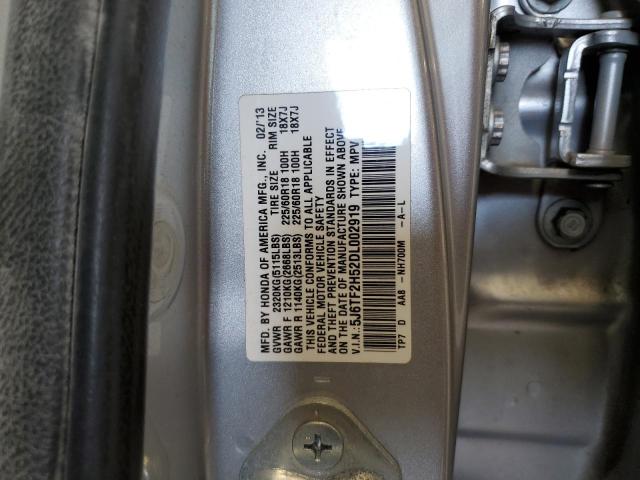 MFD. BY HONDA OF AMERICA MFG., INC. 02/'13
GVWR 2320KG(5115LBS) TIRE SIZE RIM SIZE
GAWR F 1210KG(2668LBS) 225/60R18 100H 18X7J
GAWR R 1140KG(2513LBS) 225/60R18 100H 18X7J
THIS VEHICLE CONFORMS TO ALL APPLICABLE
FEDERAL MOTOR VEHICLE SAFETY
AND THEFT PREVENTION STANDARDS IN EFFECT
ON THE DATE OF MANUFACTURE SHOWN ABOVE
V.I.N.: 5J6TF2H52DL002919 TYPE: MPV
TP7 D AAB -NH700M -A-L